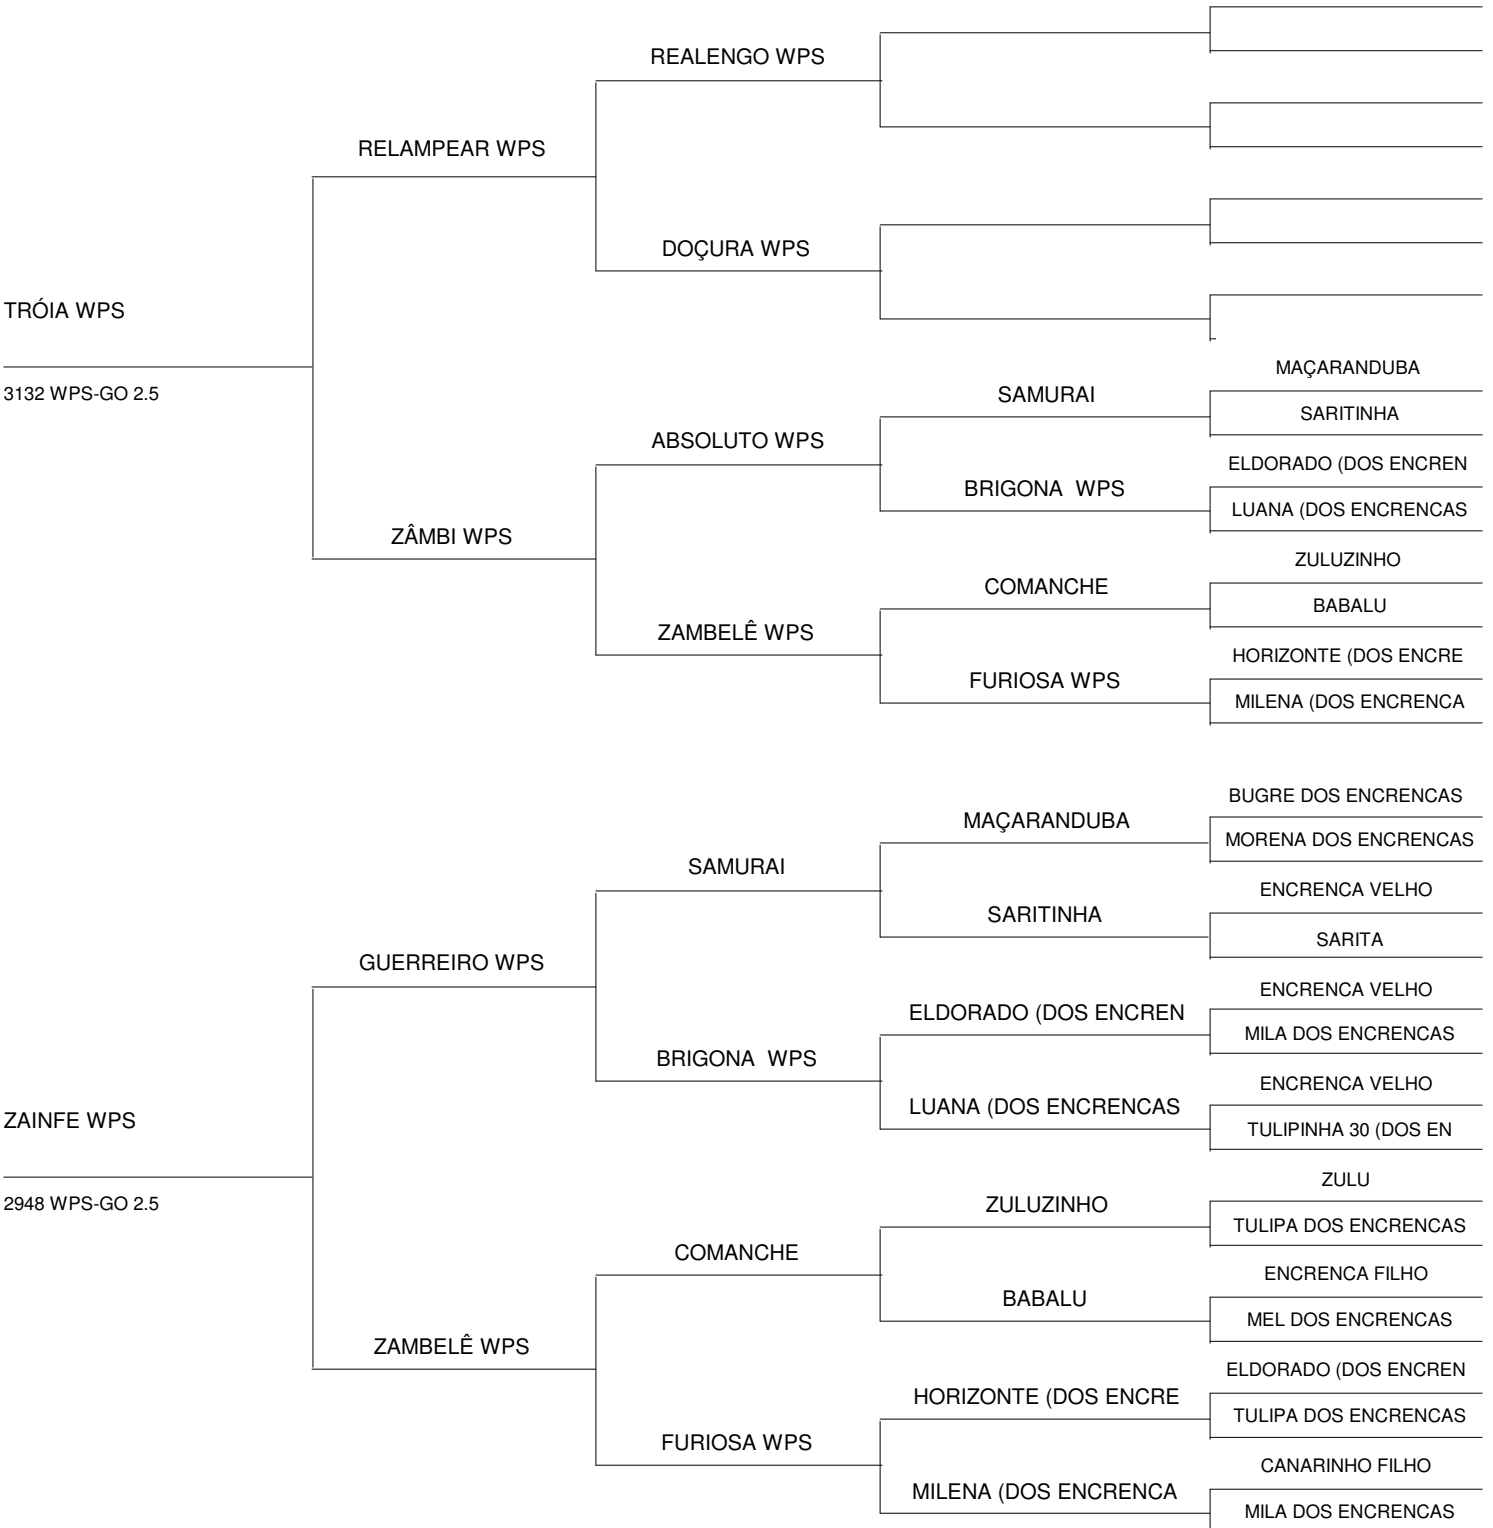 REALENGO WPS
RELAMPEAR WPS
DOÇURA WPS
TRÓIA WPS
3132 WPS-GO 2.5
MAÇARANDUBA
SAMURAI
SARITINHA
ABSOLUTO WPS
ELDORADO (DOS ENCREN
BRIGONA  WPS
LUANA (DOS ENCRENCAS
ZÂMBI WPS
ZULUZINHO
COMANCHE
BABALU
ZAMBELÊ WPS
HORIZONTE (DOS ENCRE
FURIOSA WPS
MILENA (DOS ENCRENCA
BUGRE DOS ENCRENCAS
MAÇARANDUBA
MORENA DOS ENCRENCAS
SAMURAI
ENCRENCA VELHO
SARITINHA
SARITA
GUERREIRO WPS
ENCRENCA VELHO
ELDORADO (DOS ENCREN
MILA DOS ENCRENCAS
BRIGONA  WPS
ENCRENCA VELHO
LUANA (DOS ENCRENCAS
TULIPINHA 30 (DOS EN
ZAINFE WPS
2948 WPS-GO 2.5
ZULU
ZULUZINHO
TULIPA DOS ENCRENCAS
COMANCHE
ENCRENCA FILHO
BABALU
MEL DOS ENCRENCAS
ZAMBELÊ WPS
ELDORADO (DOS ENCREN
HORIZONTE (DOS ENCRE
TULIPA DOS ENCRENCAS
FURIOSA WPS
CANARINHO FILHO
MILENA (DOS ENCRENCA
MILA DOS ENCRENCAS